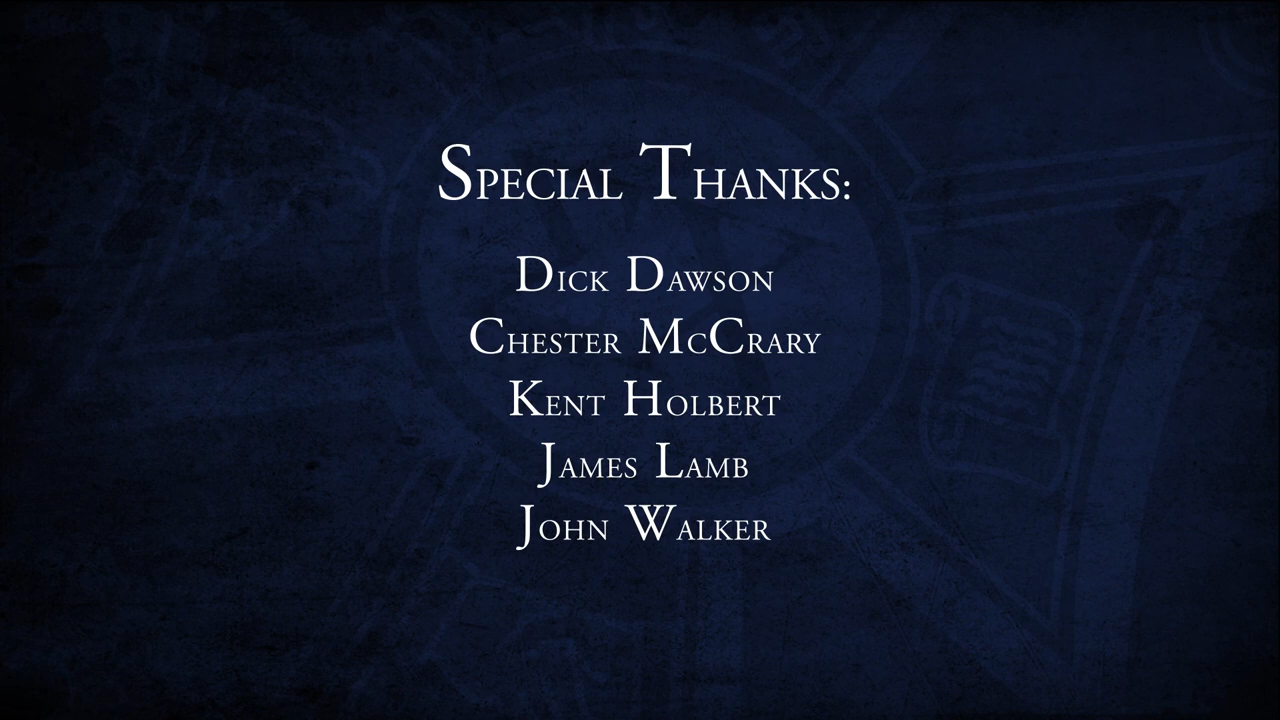 Special Thanks:
Dick Dawson
Chester McCrary
Kent Holbert
James Lamb
John Walker